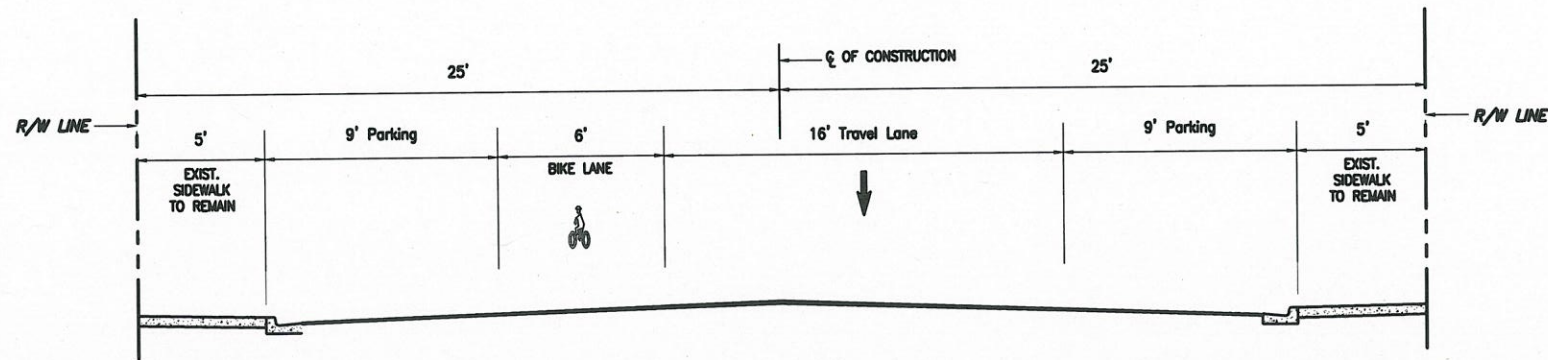 25'
℄ OF CONSTRUCTION
25'
R/W LINE
5'
9' Parking
6'
16' Travel Lane
9' Parking
5'
R/W LINE
EXIST.
SIDEWALK
TO REMAIN
BIKE LANE
EXIST.
SIDEWALK
TO REMAIN